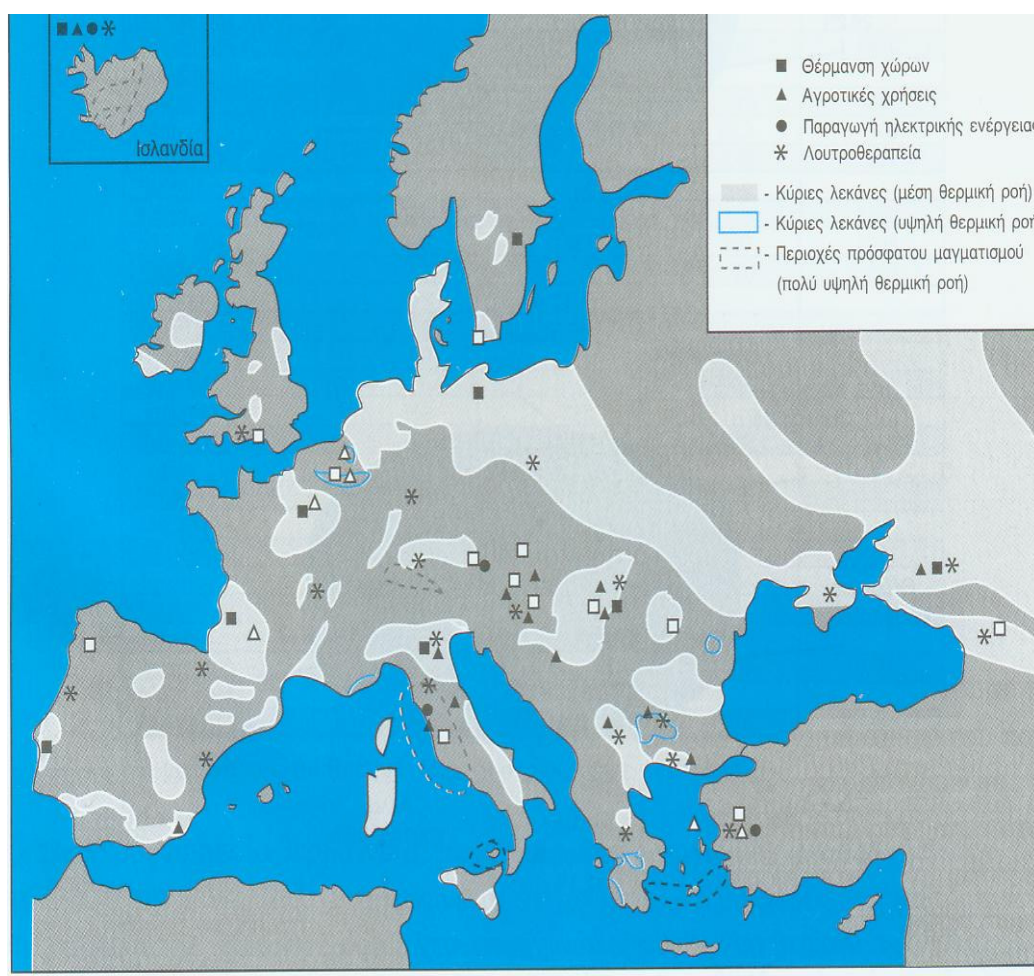 Ισλανδία
Θέρμανση χώρων
Αγροτικές χρήσεις
Παραγωγή ηλεκτρικής ενέργειας
Λουτροθεραπεία
- Κύριες λεκάνες (μέση θερμική ροή)
- Κύριες λεκάνες (υψηλή θερμική ροή
- Περιοχές πρόσφατου μαγματισμού
(πολύ υψηλή θερμική ροή)